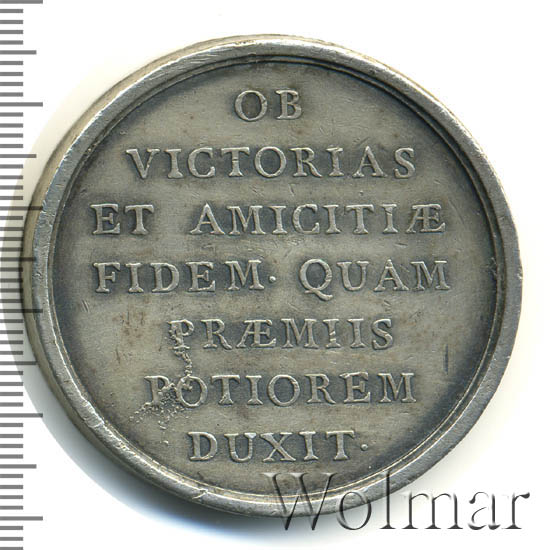 OB
VICTORIAS
ET AMICITIÆ
FIDEM · QUAM
PRÆMIIS
POTIOREM
DUXIT ·
Wolmar